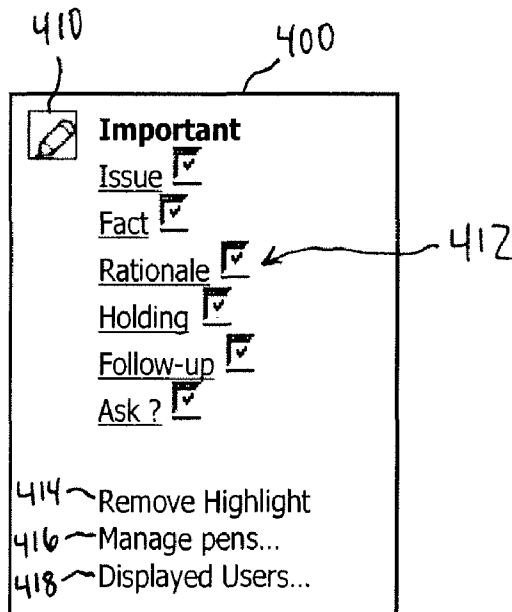 410
400
Important
Issue
Fact
Rationale
412
Holding
Follow-up
Ask ?
414 Remove Highlight
416 Manage pens...
418 Displayed Users...